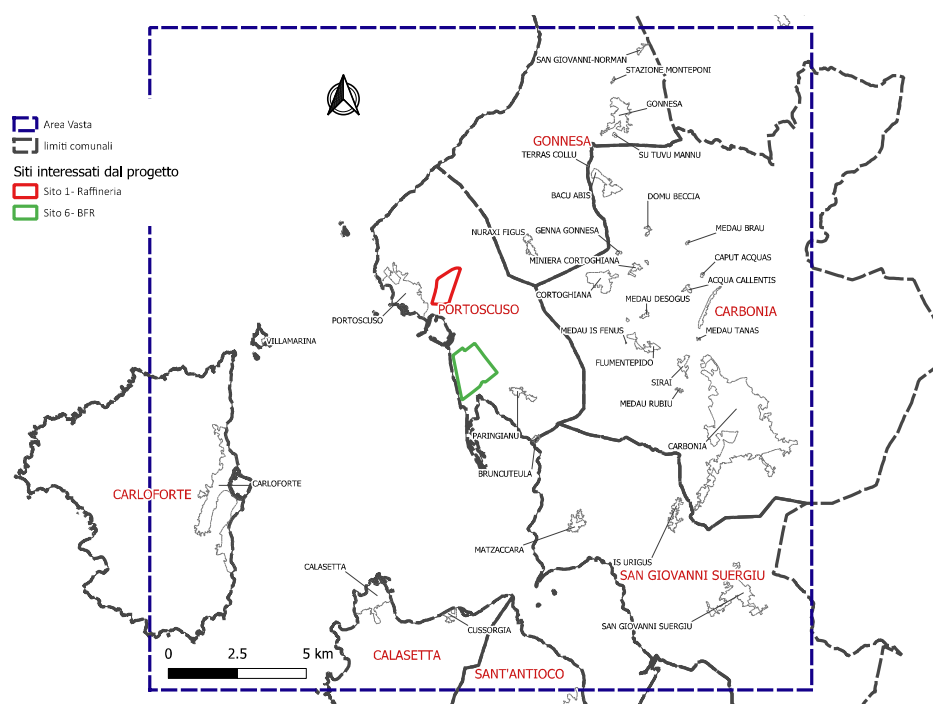 SAN GIOVANNI-NORMAN
STAZIONE MONTEPONI
GONNESA
Area Vasta
limiti comunali
Siti interessati dal progetto
Sito 1- Raffineria
Sito 6- BFR
GONNESA
TERRAS COLLU
SU TUVU MANNU
BACU ABIS
DOMU BECCIA
NURAXI FIGUS
GENNA GONNESA
MEDAU BRAU
MINIERA CORTOGHIANA
CAPUT ACQUAS
CORTOGHIANA
ACQUA CALLENTIS
MEDAU DESOGUS
PORTOSCUSO
PORTOSCUSO
CARBONIA
MEDAU IS FENUS
MEDAU TANAS
VILLAMARINA
FLUMENTEPIDO
SIRAI
MEDAU RUBIU
PARINGIANU
CARBONIA
BRUNCUTEULA
CARLOFORTE
CARLOFORTE
MATZACCARA
IS URIGUS
CALASETTA
SAN GIOVANNI SUERGIU
SAN GIOVANNI SUERGIU
CUSSORGIA
CALASETTA
SANT'ANTIOCO
0 2.5 5 km